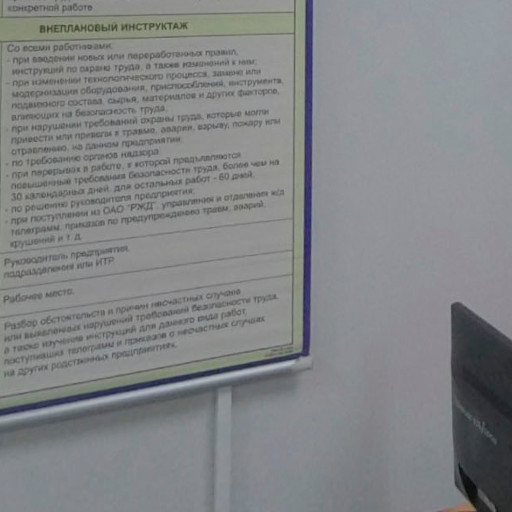 конкретной работе.
ВНЕПЛАНОВЫЙ ИНСТРУКТАЖ
Со всеми работниками:
- при введении новых или переработанных правил,
инструкций по охране труда, а также изменений к ним;
- при изменении технологического процесса, замене или
модернизации оборудования, приспособлений, инструмента,
подвижного состава, сырья, материалов и других факторов,
влияющих на безопасность труда;
- при нарушении требований охраны труда, которые могли
привести или привели к травме, аварии, взрыву, пожару или
отравлению, на данном предприятии;
- по требованию органов надзора;
- при перерывах в работе, к которой предъявляются
повышенные требования безопасности труда, более чем на
30 календарных дней, для остальных работ - 60 дней;
- по решению руководителя предприятия;
- при поступлении из ОАО "РЖД", управления и отделения ж/д
телеграмм, приказов по предупреждению травм, аварий,
крушений и т. д.
Руководитель предприятия,
подразделения или ИТР.
Рабочее место.
Разбор обстоятельств и причин несчастных случаев
или выявленных нарушений требований безопасности труда,
а также изучение инструкций для данного вида работ,
поступивших телеграмм и приказов о несчастных случаях
на других родственных предприятиях.